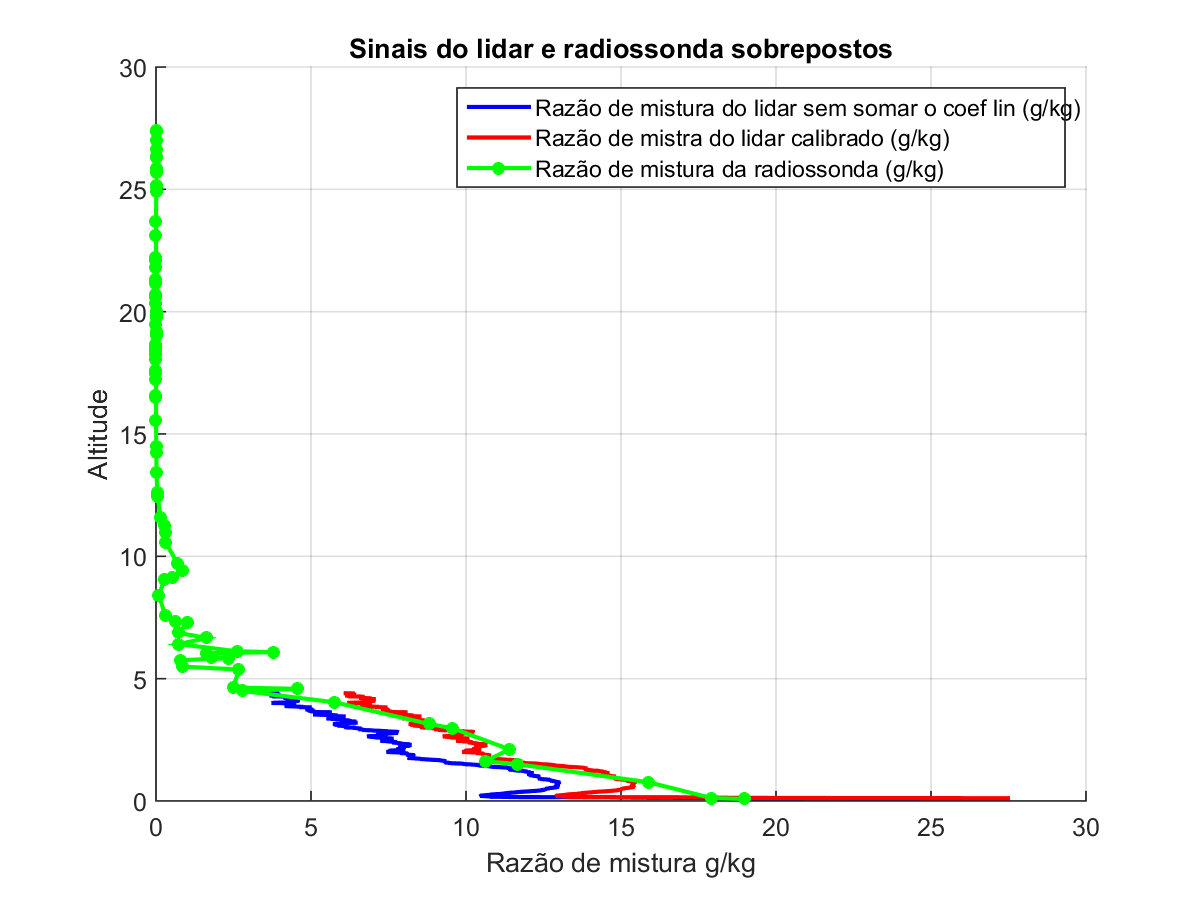 Sinais do lidar e radiossonda sobrepostos
30
25
20
15
10
5
0
Altitude
Razão de mistura do lidar sem somar o coef lin (g/kg)
Razão de mistra do lidar calibrado (g/kg)
Razão de mistura da radiossonda (g/kg)
0 5 10 15 20 25 30
Razão de mistura g/kg